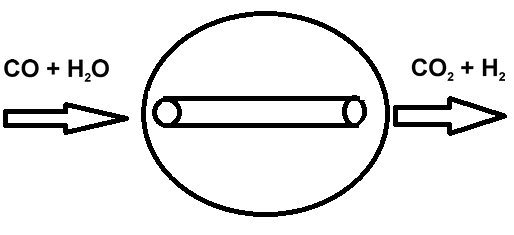 CO + H₂O
CO₂ + H₂